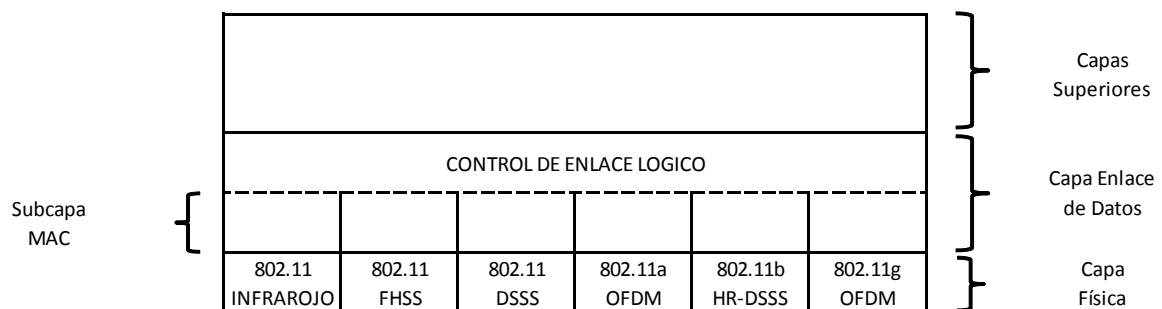 Capas
Superiores
CONTROL DE ENLACE LOGICO
Capa Enlace
de Datos
Subcapa
MAC
802.11
INFRAROJO
802.11
FHSS
802.11
DSSS
802.11a
OFDM
802.11b
HR-DSSS
802.11g
OFDM
Capa
Física